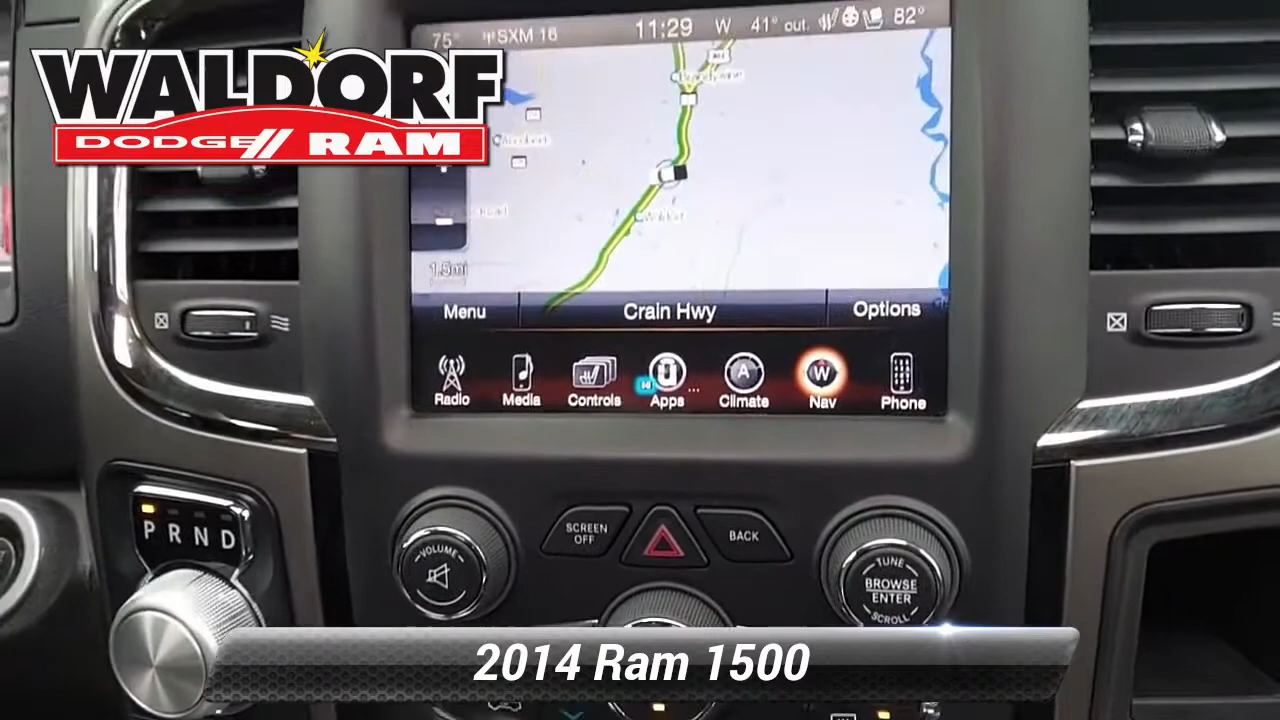 WALDORF
DODGE RAM
75° SXM 16 11:29 W 41° out. 82°
1.5mi
Menu Crain Hwy Options
Radio Media Controls Apps Climate Nav Phone
A W
PRND
VOLUME
SCREEN OFF
BACK
TUNE
BROWSE
ENTER
SCROLL
2014 Ram 1500